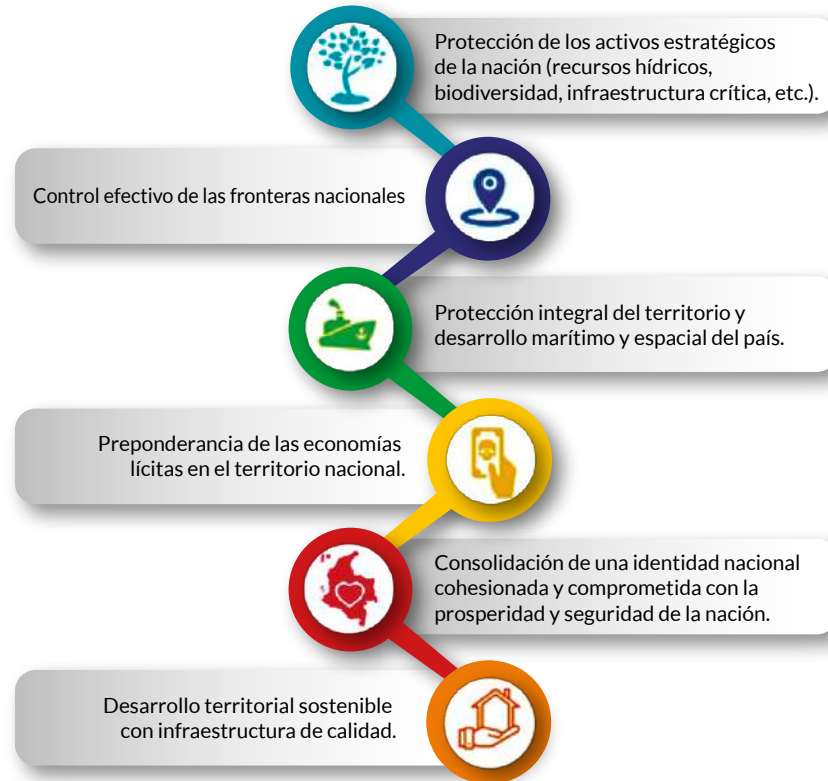 Protección de los activos estratégicos
de la nación (recursos hídricos,
biodiversidad, infraestructura crítica, etc.).
Control efectivo de las fronteras nacionales
Protección integral del territorio y
desarrollo marítimo y espacial del país.
Preponderancia de las economías
lícitas en el territorio nacional.
Consolidación de una identidad nacional
cohesionada y comprometida con la
prosperidad y seguridad de la nación.
Desarrollo territorial sostenible
con infraestructura de calidad.